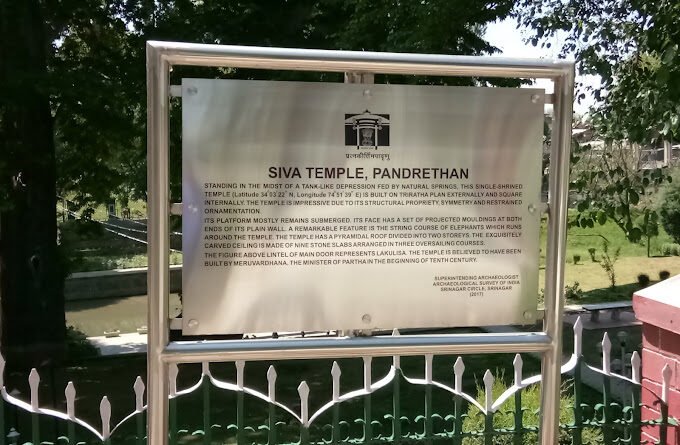 प्रत्नकीर्तिमपावृणु
SIVA TEMPLE, PANDRETHAN
STANDING IN THE MIDST OF A TANK-LIKE DEPRESSION FED BY NATURAL SPRINGS, THIS SINGLE-SHRINED
TEMPLE (Latitude 34 03 22" N, Longitude 74 51 39" E) IS BUILT ON TRIRATHA PLAN EXTERNALLY AND SQUARE
INTERNALLY. THE TEMPLE IS IMPRESSIVE DUE TO ITS STRUCTURAL PROPRIETY, SYMMETRY AND RESTRAINED
ORNAMENTATION.
ITS PLATFORM MOSTLY REMAINS SUBMERGED. ITS FACE HAS A SET OF PROJECTED MOULDINGS AT BOTH
ENDS OF ITS PLAIN WALL. A REMARKABLE FEATURE IS THE STRING COURSE OF ELEPHANTS WHICH RUNS
AROUND THE TEMPLE. THE TEMPLE HAS A PYRAMIDAL ROOF DIVIDED INTO TWO STOREYS. THE EXQUISITELY
CARVED CEILING IS MADE OF NINE STONE SLABS ARRANGED IN THREE OVERSAILING COURSES.
THE FIGURE ABOVE LINTEL OF MAIN DOOR REPRESENTS LAKULISA. THE TEMPLE IS BELIEVED TO HAVE BEEN
BUILT BY MERUVARDHANA, THE MINISTER OF PARTHA IN THE BEGINNING OF TENTH CENTURY.
SUPERINTENDING ARCHAEOLOGIST
ARCHAEOLOGICAL SURVEY OF INDIA
SRINAGAR CIRCLE, SRINAGAR
(2017)